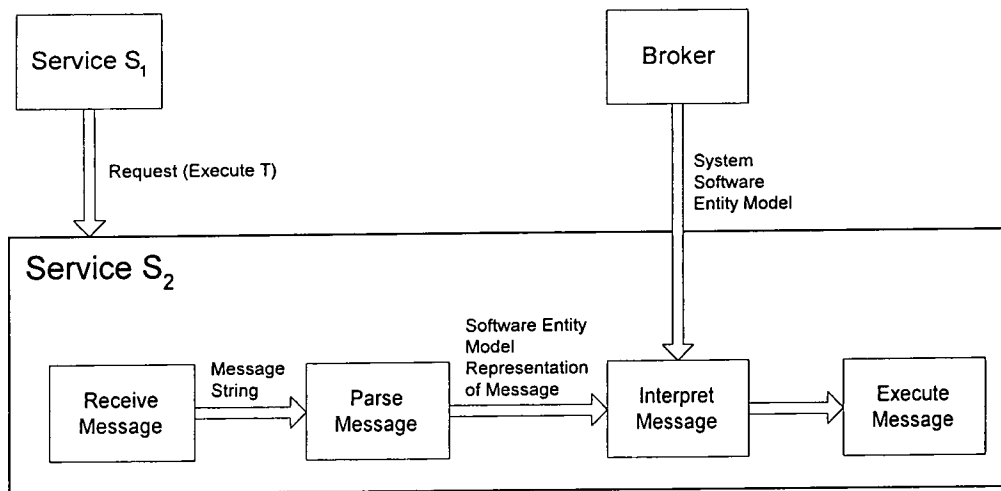 Service S₁
Broker
Request (Execute T)
System
Software
Entity Model
Service S₂
Software Entity
Model
Representation
of Message
Message
String
Receive
Message
Parse
Message
Interpret
Message
Execute
Message